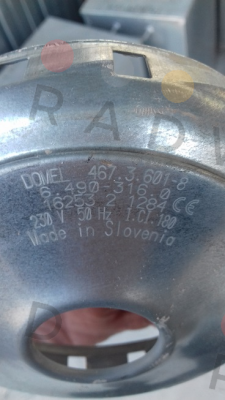 DOMEL 467.3.601-8
6.490-316.0
16253 2 1284 CE
230 V 50 Hz I.Cl.180
Made in Slovenia
RADW